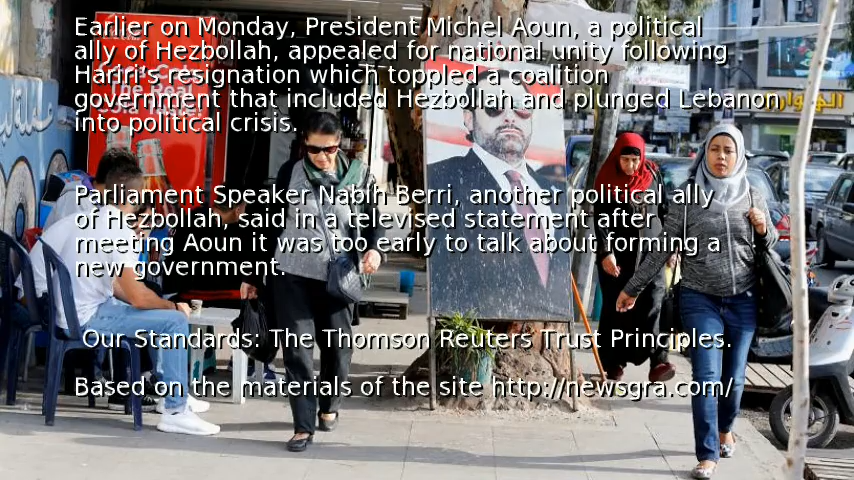 Earlier on Monday, President Michel Aoun, a political
ally of Hezbollah, appealed for national unity following
Hariri's resignation which toppled a coalition
government that included Hezbollah and plunged Lebanon
into political crisis.
Parliament Speaker Nabih Berri, another political ally
of Hezbollah, said in a televised statement after
meeting Aoun it was too early to talk about forming a
new government.
Our Standards: The Thomson Reuters Trust Principles.
Based on the materials of the site http://newsgra.com/